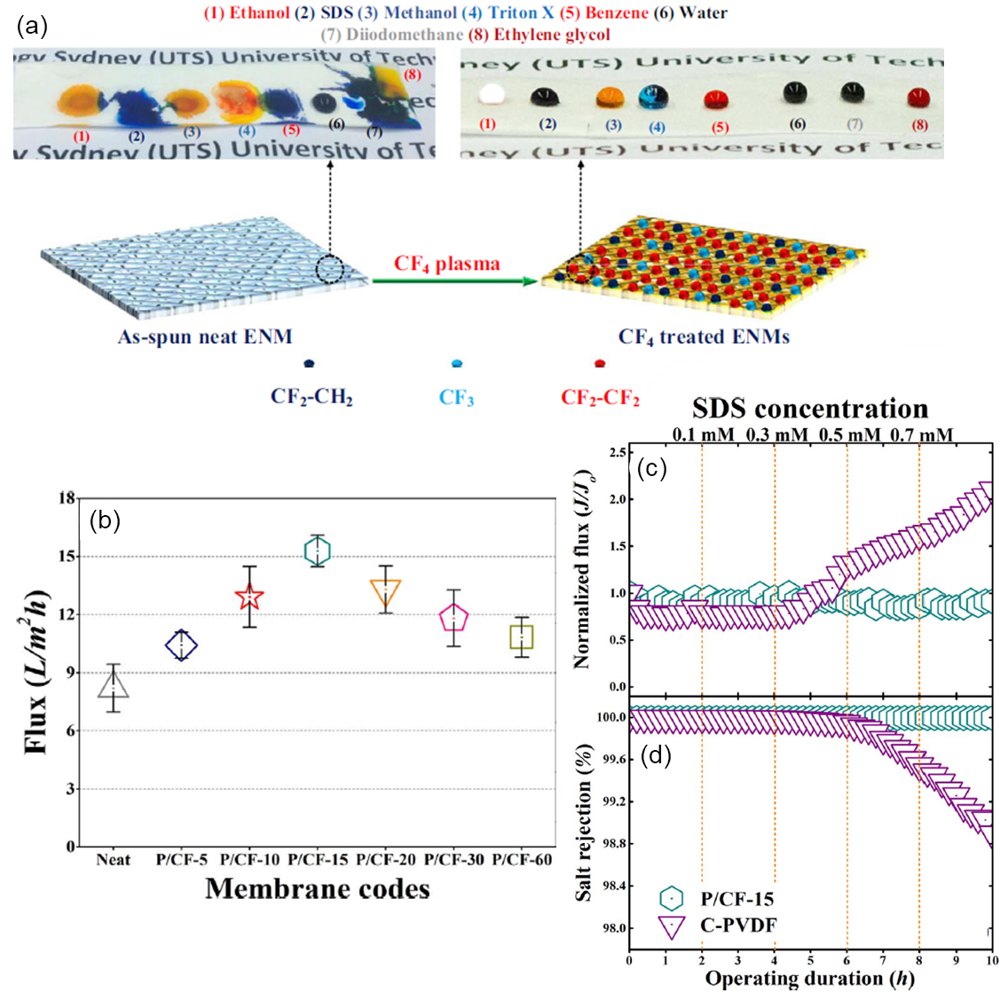 (a)
(1) Ethanol (2) SDS (3) Methanol (4) Triton X (5) Benzene (6) Water
(7) Diiodomethane (8) Ethylene glycol
ogy Sydney (UTS) University of Tech
(8)
(1) (2) (3) (4) (5) (6) (7)
Sydney (UTS) University of Tech
ney (UTS) University of Tech
(1) (2) (3) (4) (5) (6) (7) (8)
ney (UTS) University of Tec
CF4 plasma
As-spun neat ENM
CF4 treated ENMs
CF2-CH2
CF3
CF2-CF2
(b)
Flux (L/m2h)
18
15
12
9
6
3
0
Neat P/CF-5 P/CF-10 P/CF-15 P/CF-20 P/CF-30 P/CF-60
Membrane codes
SDS concentration
0.1 mM 0.3 mM 0.5 mM 0.7 mM
(c)
Normalized flux (J/Jo)
2.5
2.0
1.5
1.0
0.5
0.0
(d)
Salt rejection (%)
100.0
99.6
99.2
98.8
98.4
98.0
P/CF-15
C-PVDF
0 1 2 3 4 5 6 7 8 9 10
Operating duration (h)